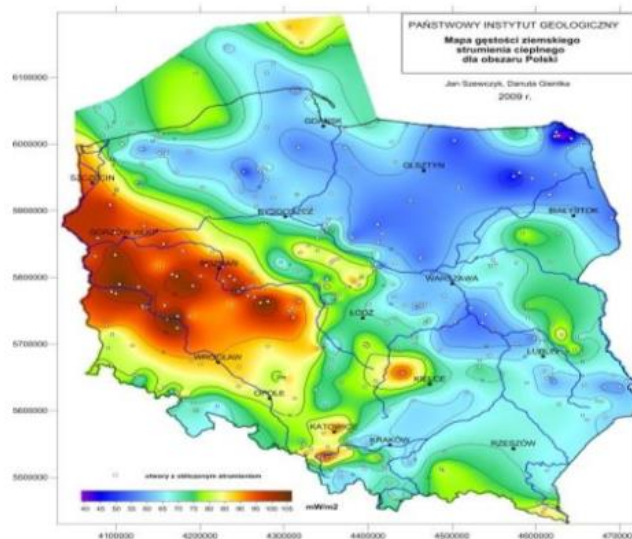 PAŃSTWOWY INSTYTUT GEOLOGICZNY
Mapa gęstości ziemskiego
strumienia cieplnego
dla obszaru Polski
Jan Szewczyk, Danuta Gientka
2009 r.
6100000
6000000
5900000
5800000
5700000
5600000
5500000
GDAŃSK
OLSZTYN
SZCZECIN
BYDGOSZCZ
BIAŁYSTOK
GORZÓW WLKP
POZNAŃ
WARSZAWA
ŁÓDŹ
WROCŁAW
LUBLIN
OPOLE
KIELCE
KATOWICE
KRAKÓW
RZESZÓW
otwory z obliczonym strumieniem
40 45 50 55 60 65 70 75 80 85 90 95 100 105
mW/m2
4100000 4200000 4300000 4400000 4500000 4600000